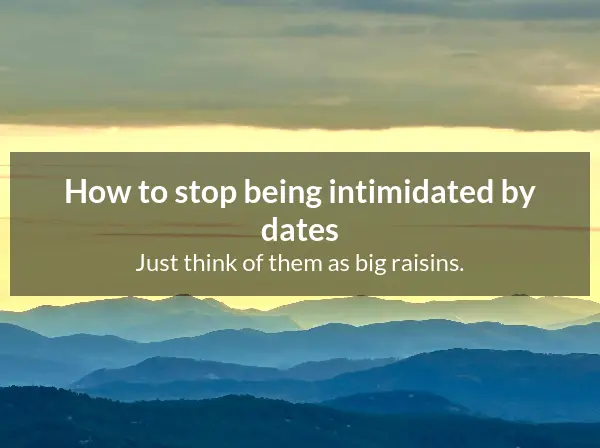 How to stop being intimidated by
dates
Just think of them as big raisins.